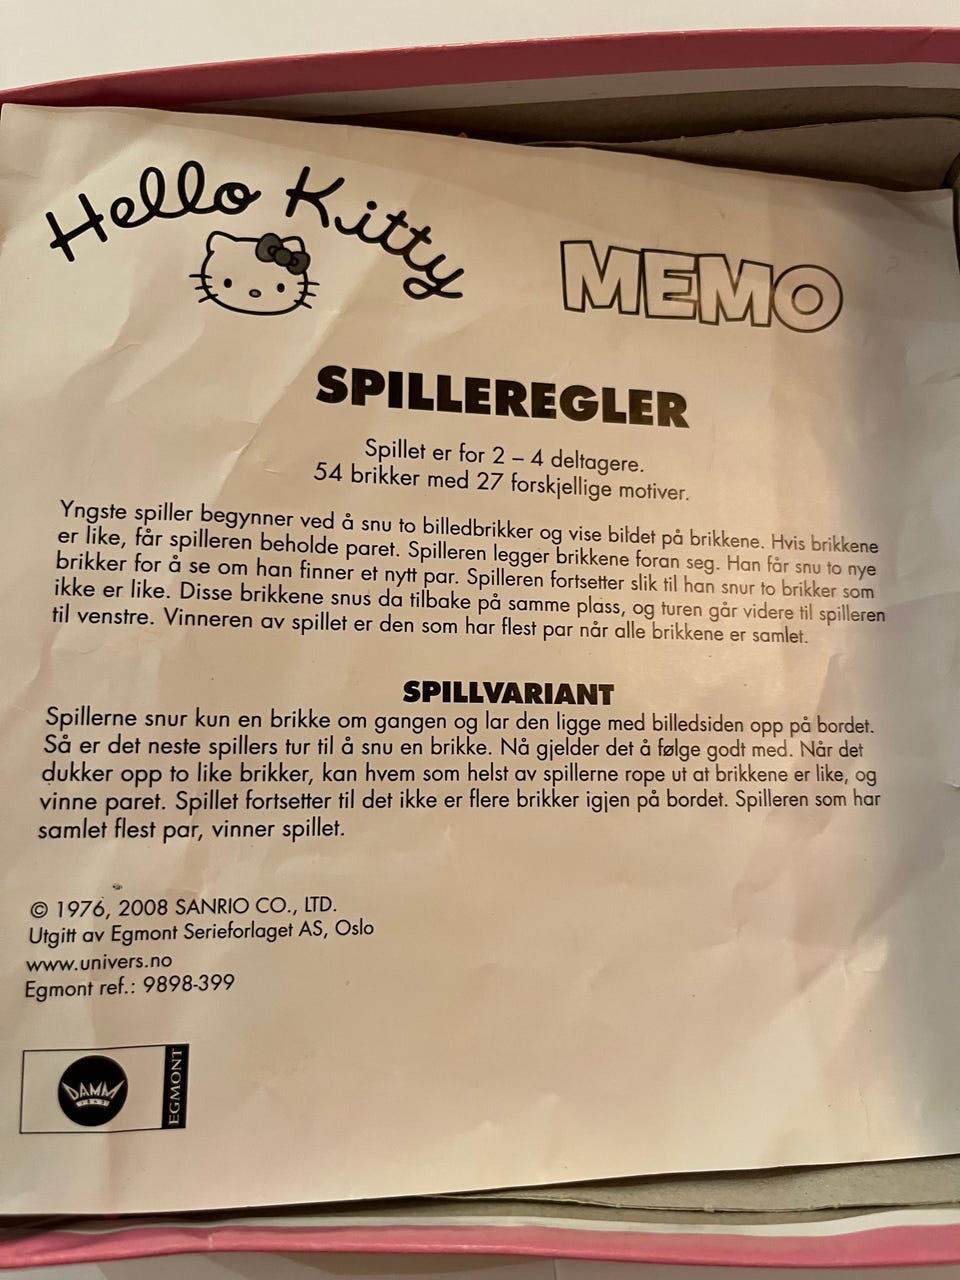 Hello Kitty
MEMO
SPILLEREGLER
Spillet er for 2 – 4 deltagere.
54 brikker med 27 forskjellige motiver.
Yngste spiller begynner ved å snu to billedbrikker og vise bildet på brikkene. Hvis brikkene
er like, får spilleren beholde paret. Spilleren legger brikkene foran seg. Han får snu to nye
brikker for å se om han finner et nytt par. Spilleren fortsetter slik til han snur to brikker som
ikke er like. Disse brikkene snus da tilbake på samme plass, og turen går videre til spilleren
til venstre. Vinneren av spillet er den som har flest par når alle brikkene er samlet.
SPILLVARIANT
Spillerne snur kun en brikke om gangen og lar den ligge med billedsiden opp på bordet.
Så er det neste spillers tur til å snu en brikke. Nå gjelder det å følge godt med. Når det
dukker opp to like brikker, kan hvem som helst av spillerne rope ut at brikkene er like, og
vinne paret. Spillet fortsetter til det ikke er flere brikker igjen på bordet. Spilleren som har
samlet flest par, vinner spillet.
© 1976, 2008 SANRIO CO., LTD.
Utgitt av Egmont Serieforlaget AS, Oslo
www.univers.no
Egmont ref.: 9898-399
DAMM
1843
EGMONT